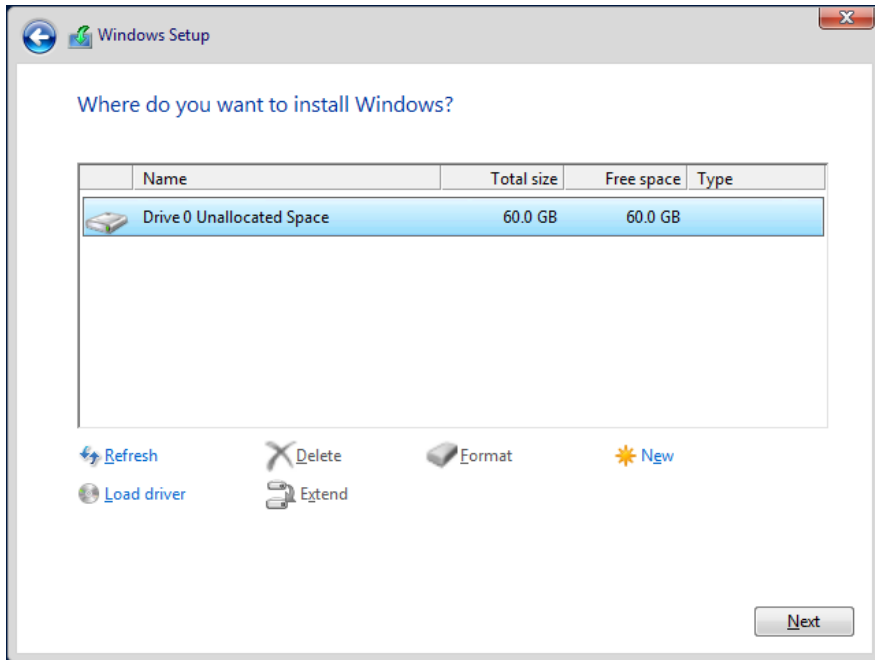 Windows Setup
Where do you want to install Windows?
Name Total size Free space Type
Drive 0 Unallocated Space 60.0 GB 60.0 GB
Refresh Delete Format New
Load driver Extend
Next